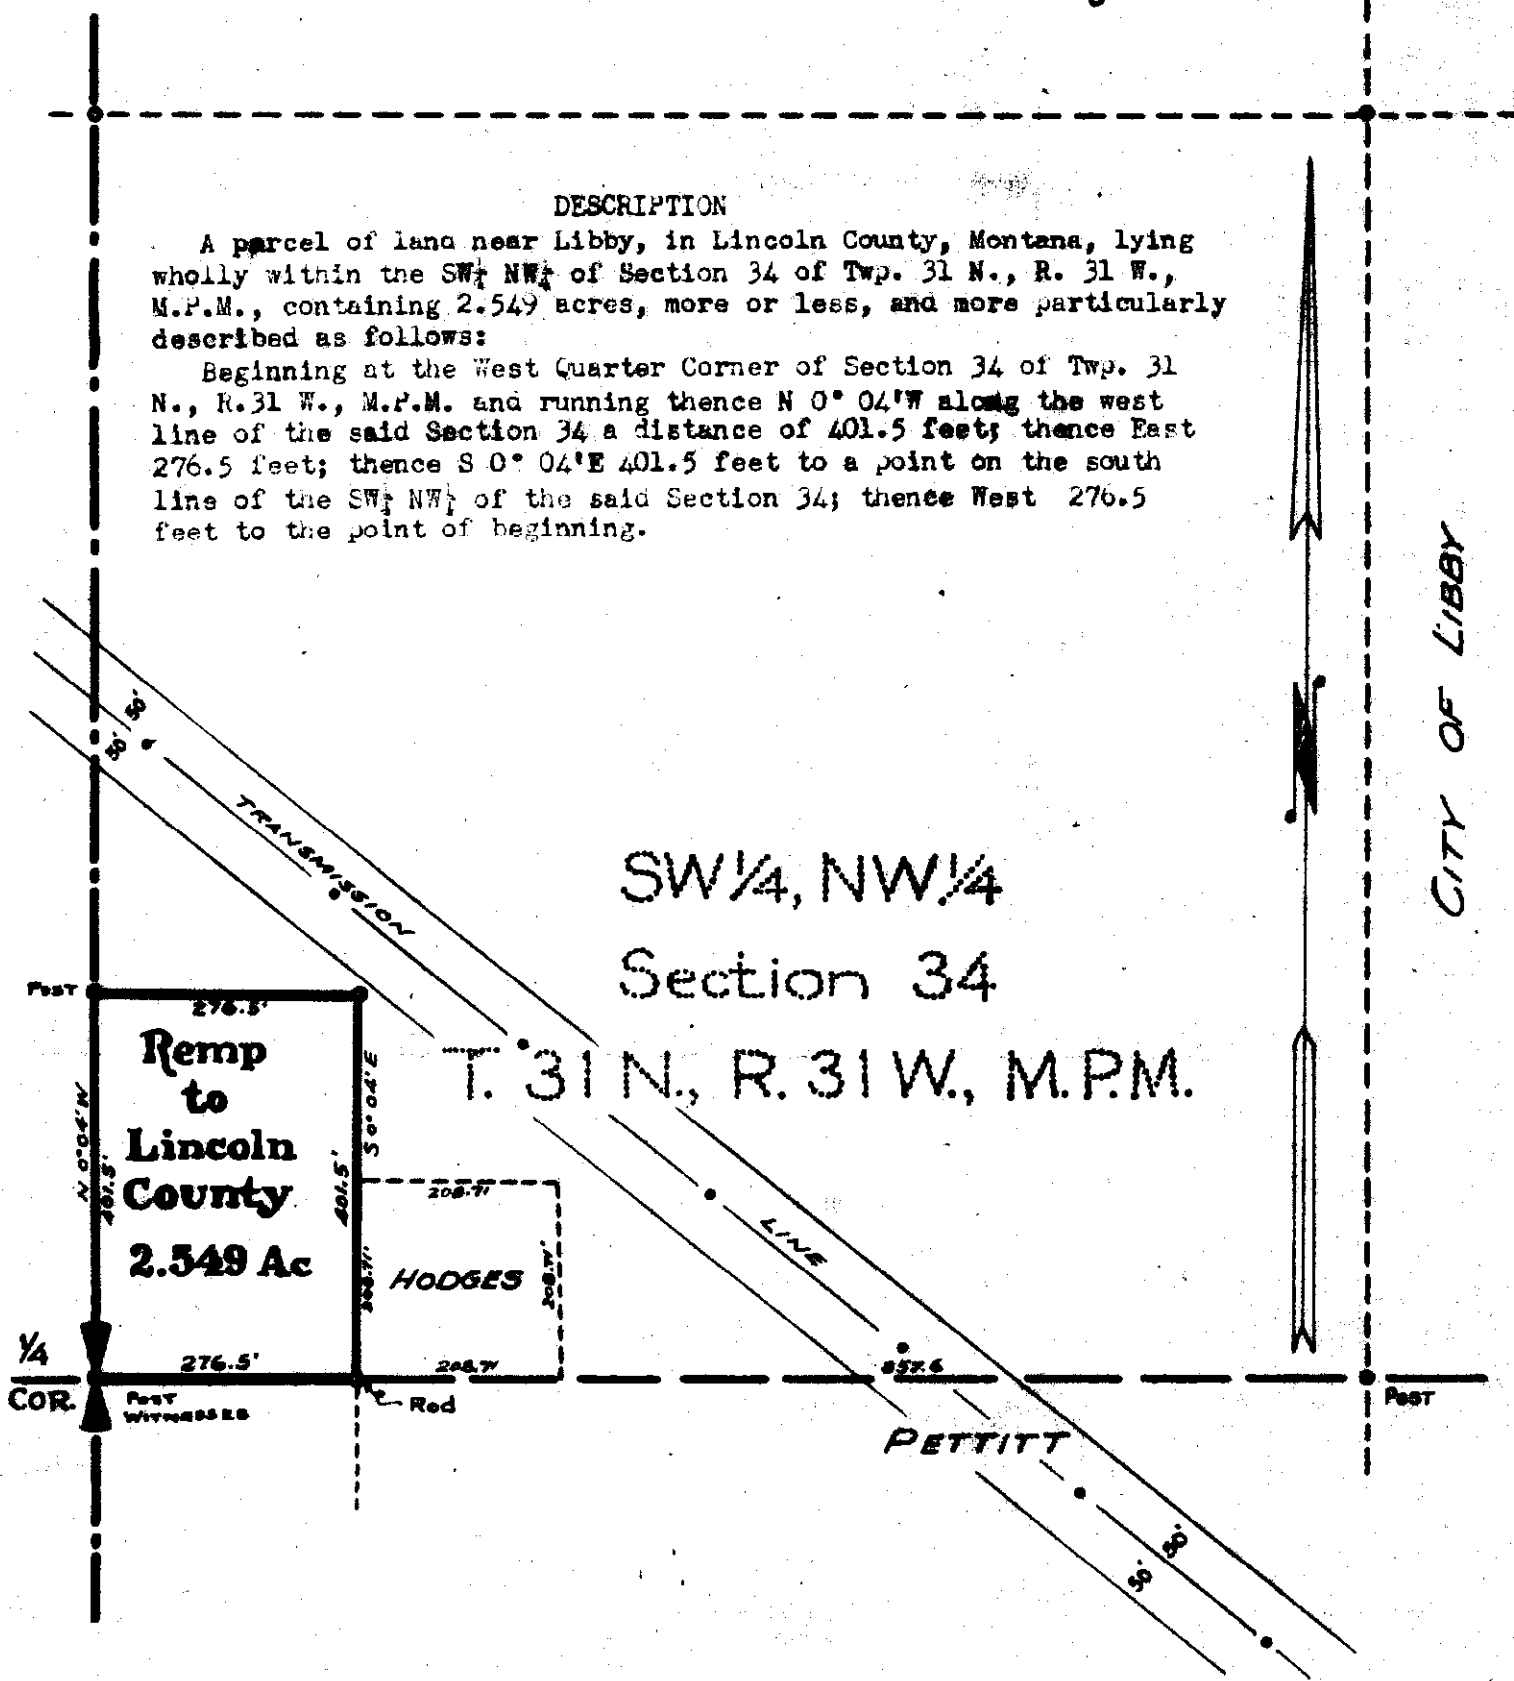 DESCRIPTION
A parcel of land near Libby, in Lincoln County, Montana, lying
wholly within the SW¼ NW¼ of Section 34 of Twp. 31 N., R. 31 W.,
M.P.M., containing 2.549 acres, more or less, and more particularly
described as follows:
Beginning at the West Quarter Corner of Section 34 of Twp. 31
N., R.31 W., M.P.M. and running thence N 0° 04'W along the west
line of the said Section 34 a distance of 401.5 feet; thence East
276.5 feet; thence S 0° 04'E 401.5 feet to a point on the south
line of the SW¼ NW¼ of the said Section 34; thence West 276.5
feet to the point of beginning.
N
CITY OF LIBBY
50'
50'
TRANSMISSION
SW¼, NW¼
Section 34
T. 31 N., R. 31 W., M.P.M.
POST
276.5'
Remp
to
Lincoln
County
2.549 Ac
N 0°04'W
401.5'
S 0°04'E
401.5'
208.71
208.71'
HODGES
208.71'
LINE
¼
COR.
276.5'
208.71
857.6
POST
WITNESSES
Rod
POST
PETTITT
50'
50'